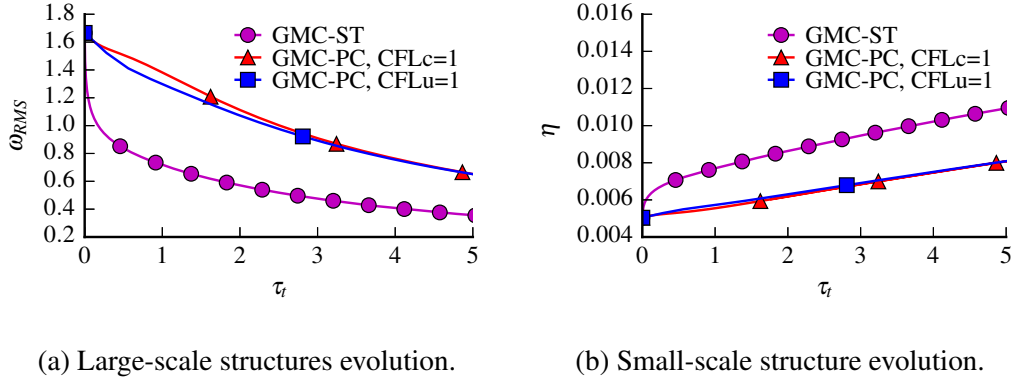 1.8
1.6
1.4
1.2
1.0
0.8
0.6
0.4
0.2
0 1 2 3 4 5
ω_RMS
τ_t
GMC-ST
GMC-PC, CFLc=1
GMC-PC, CFLu=1
(a) Large-scale structures evolution.
0.016
0.014
0.012
0.010
0.008
0.006
0.004
0 1 2 3 4 5
η
τ_t
GMC-ST
GMC-PC, CFLc=1
GMC-PC, CFLu=1
(b) Small-scale structure evolution.